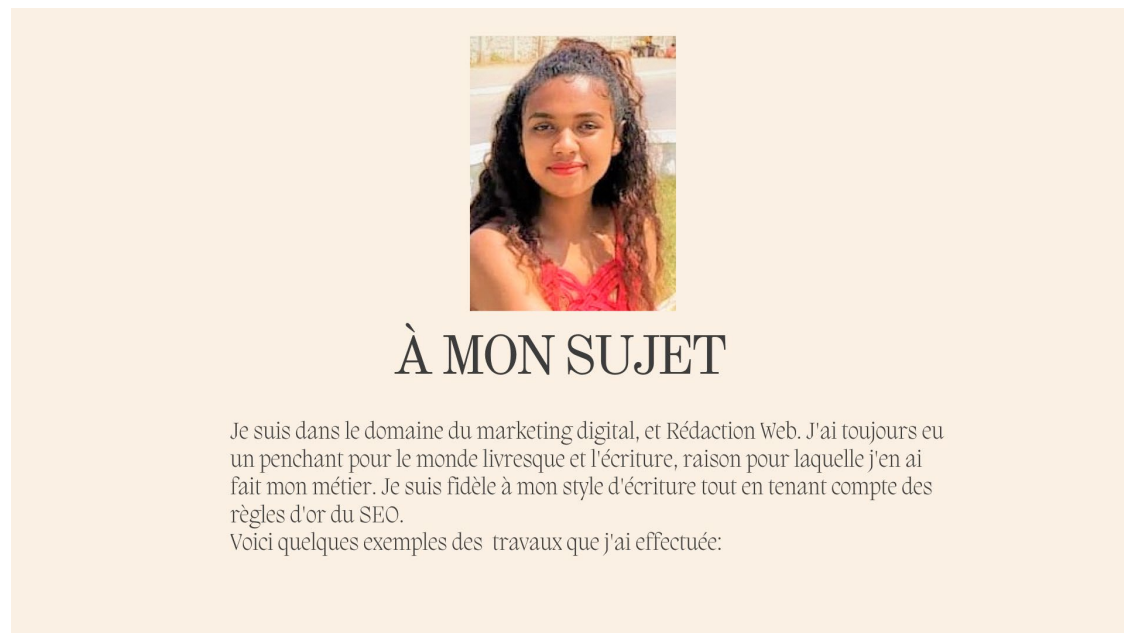 À MON SUJET
Je suis dans le domaine du marketing digital, et Rédaction Web. J'ai toujours eu
un penchant pour le monde livresque et l'écriture, raison pour laquelle j'en ai
fait mon métier. Je suis fidèle à mon style d'écriture tout en tenant compte des
règles d'or du SEO.
Voici quelques exemples des  travaux que j'ai effectuée: